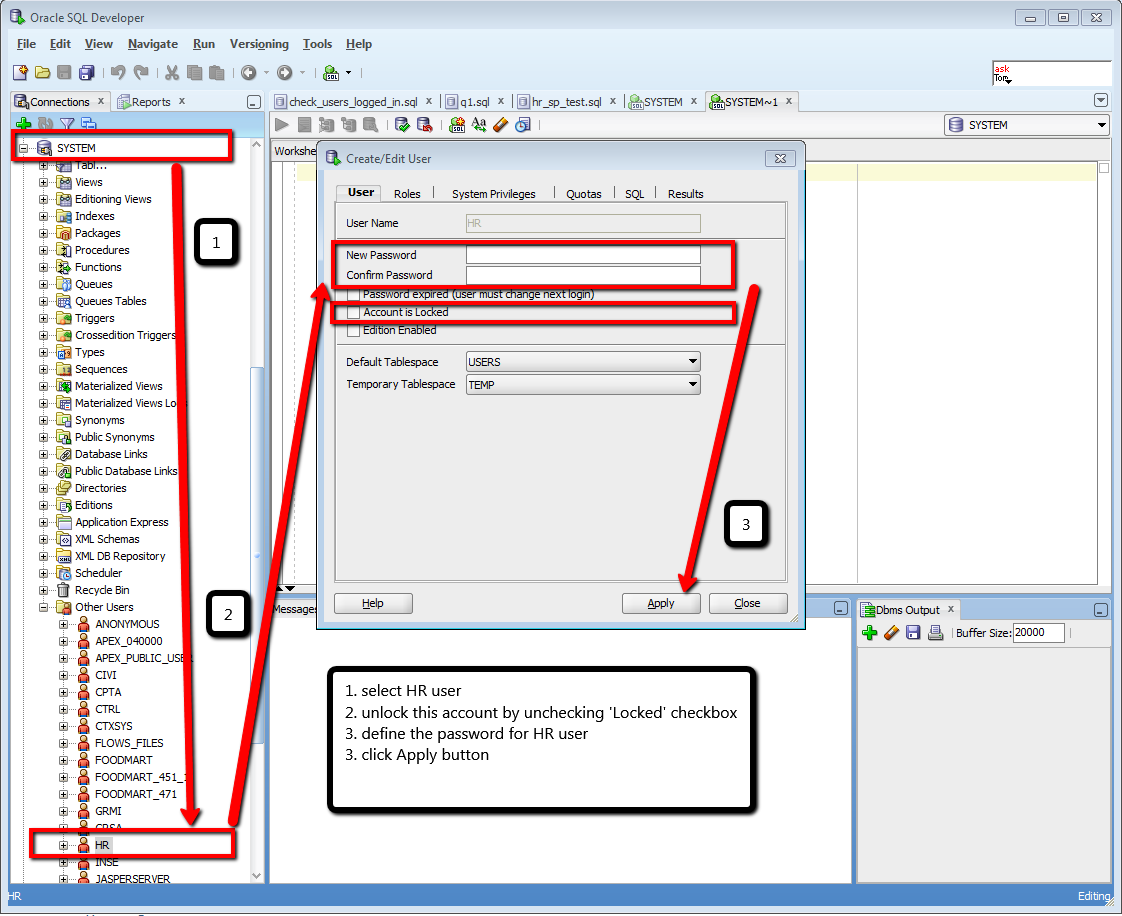 Oracle SQL Developer
File Edit View Navigate Run Versioning Tools Help
ask
Tom
Connections x Reports x
check_users_logged_in.sql x q1.sql x hr_sp_test.sql x SYSTEM x SYSTEM~1 x
SYSTEM
SYSTEM
Tabl...
Views
Editioning Views
Indexes
Packages
Procedures
Functions
Queues
Queues Tables
Triggers
Crossedition Triggers
Types
Sequences
Materialized Views
Materialized Views Lo
Synonyms
Public Synonyms
Database Links
Public Database Links
Directories
Editions
Application Express
XML Schemas
XML DB Repository
Scheduler
Recycle Bin
Other Users
ANONYMOUS
APEX_040000
APEX_PUBLIC_USER
CIVI
CPTA
CTRL
CTXSYS
FLOWS_FILES
FOODMART
FOODMART_451_1
FOODMART_471
GRMI
HR
INSE
JASPERSERVER
1
2
Workshe
Create/Edit User
User Roles System Privileges Quotas SQL Results
User Name HR
New Password
Confirm Password
Password expired (user must change next login)
Account is Locked
Edition Enabled
Default Tablespace USERS
Temporary Tablespace TEMP
3
Help Apply Close
Messages
Dbms Output x
Buffer Size: 20000
1. select HR user
2. unlock this account by unchecking 'Locked' checkbox
3. define the password for HR user
3. click Apply button
HR
Editing